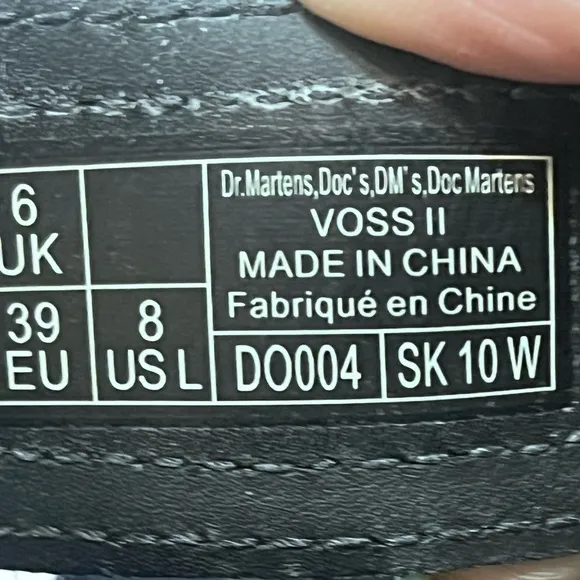 6
UK
39
EU
8
US L
Dr.Martens,Doc's,DM's,Doc Martens
VOSS II
MADE IN CHINA
Fabriqué en Chine
DO004
SK 10 W